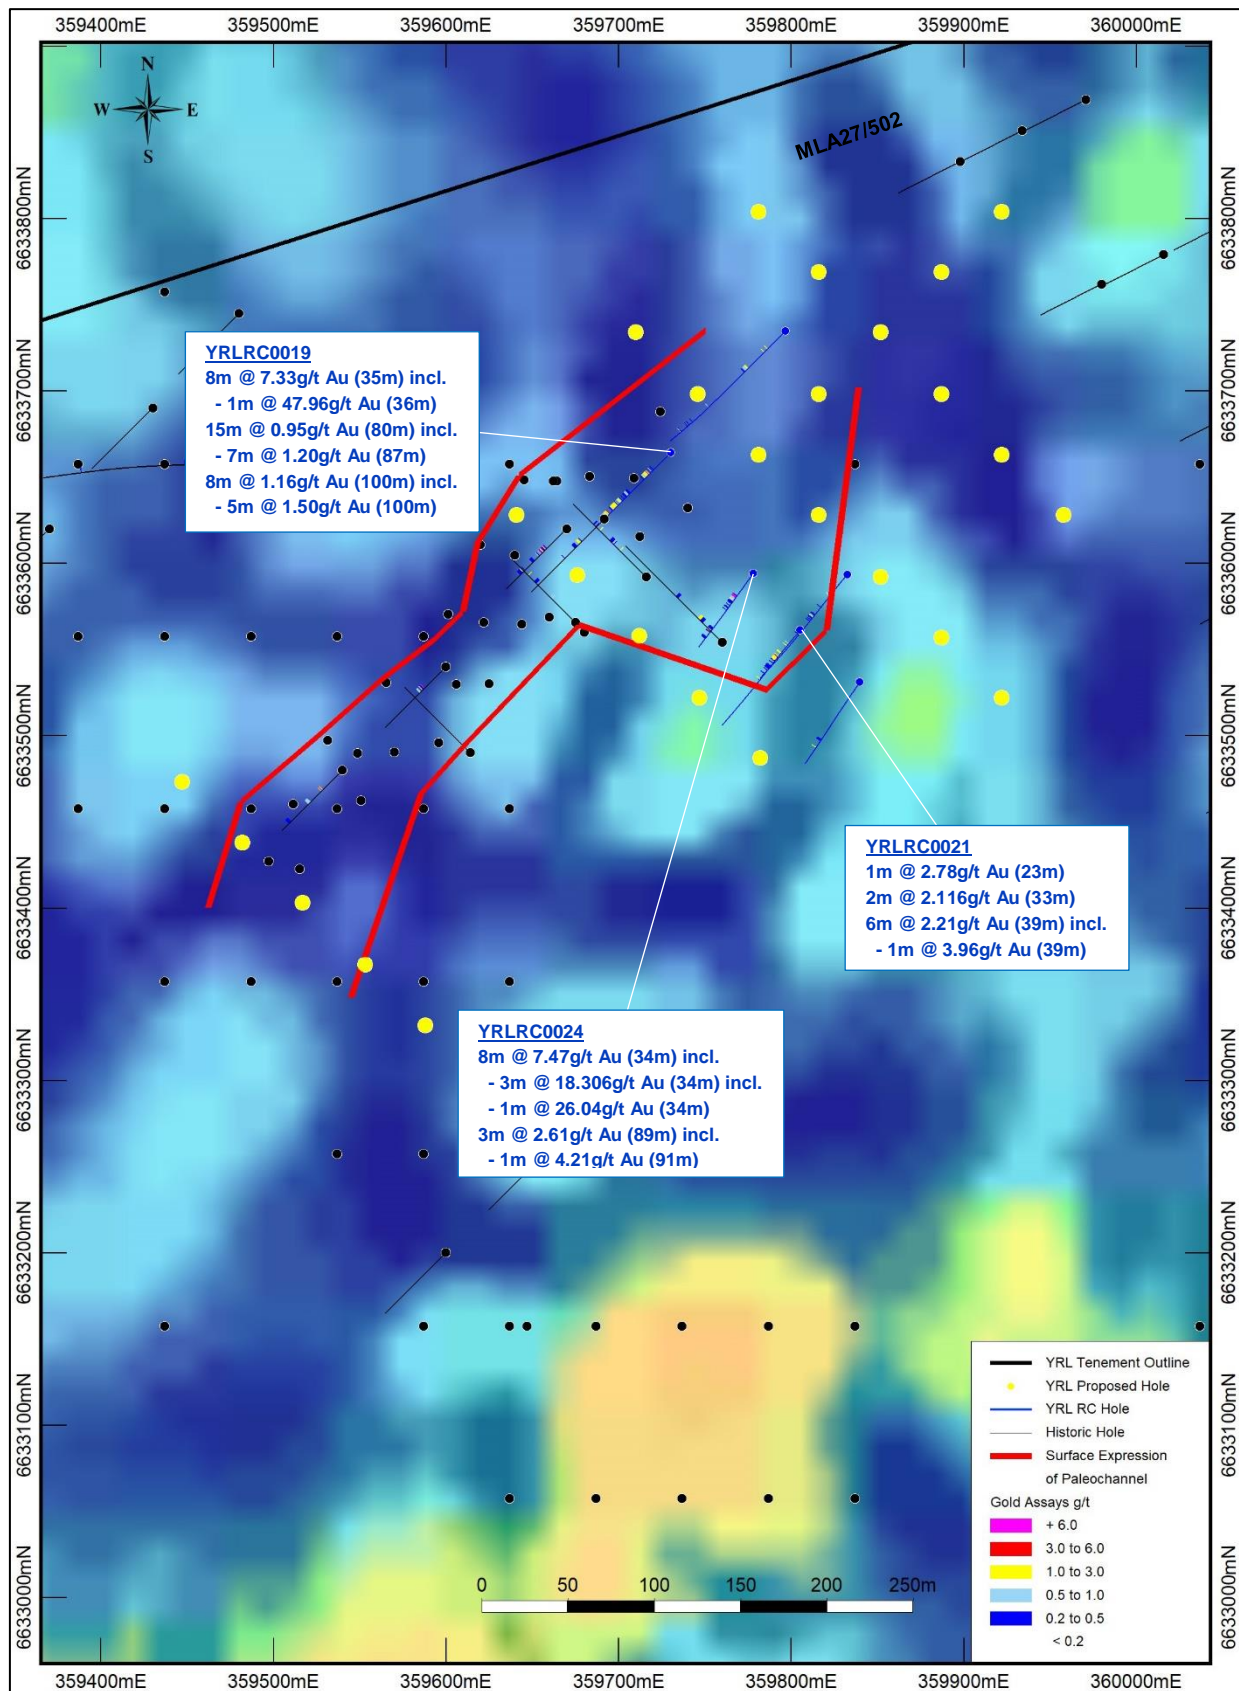 359400mE 359500mE 359600mE 359700mE 359800mE 359900mE 360000mE
N
W E
S
MLA27/502
6633800mN 6633800mN
6633700mN 6633700mN
6633600mN 6633600mN
6633500mN 6633500mN
6633400mN 6633400mN
6633300mN 6633300mN
6633200mN 6633200mN
6633100mN 6633100mN
6633000mN 6633000mN
YRLRC0019
8m @ 7.33g/t Au (35m) incl.
- 1m @ 47.96g/t Au (36m)
15m @ 0.95g/t Au (80m) incl.
- 7m @ 1.20g/t Au (87m)
8m @ 1.16g/t Au (100m) incl.
- 5m @ 1.50g/t Au (100m)
YRLRC0021
1m @ 2.78g/t Au (23m)
2m @ 2.116g/t Au (33m)
6m @ 2.21g/t Au (39m) incl.
- 1m @ 3.96g/t Au (39m)
YRLRC0024
8m @ 7.47g/t Au (34m) incl.
- 3m @ 18.306g/t Au (34m) incl.
- 1m @ 26.04g/t Au (34m)
3m @ 2.61g/t Au (89m) incl.
- 1m @ 4.21g/t Au (91m)
YRL Tenement Outline
YRL Proposed Hole
YRL RC Hole
Historic Hole
Surface Expression
of Paleochannel
Gold Assays g/t
+ 6.0
3.0 to 6.0
1.0 to 3.0
0.5 to 1.0
0.2 to 0.5
< 0.2
0 50 100 150 200 250m
359400mE 359500mE 359600mE 359700mE 359800mE 359900mE 360000mE